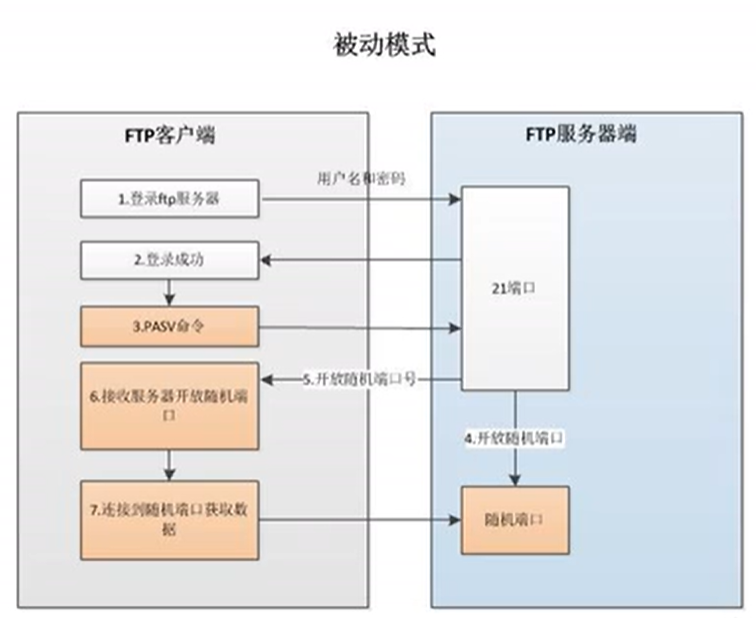 被动模式
FTP客户端
FTP服务器端
用户名和密码
1.登录ftp服务器
2.登录成功
21端口
3.PASV命令
5.开放随机端口号
6.接收服务器开放随机端
口
4.开放随机端口
7.连接到随机端口获取数
据
随机端口